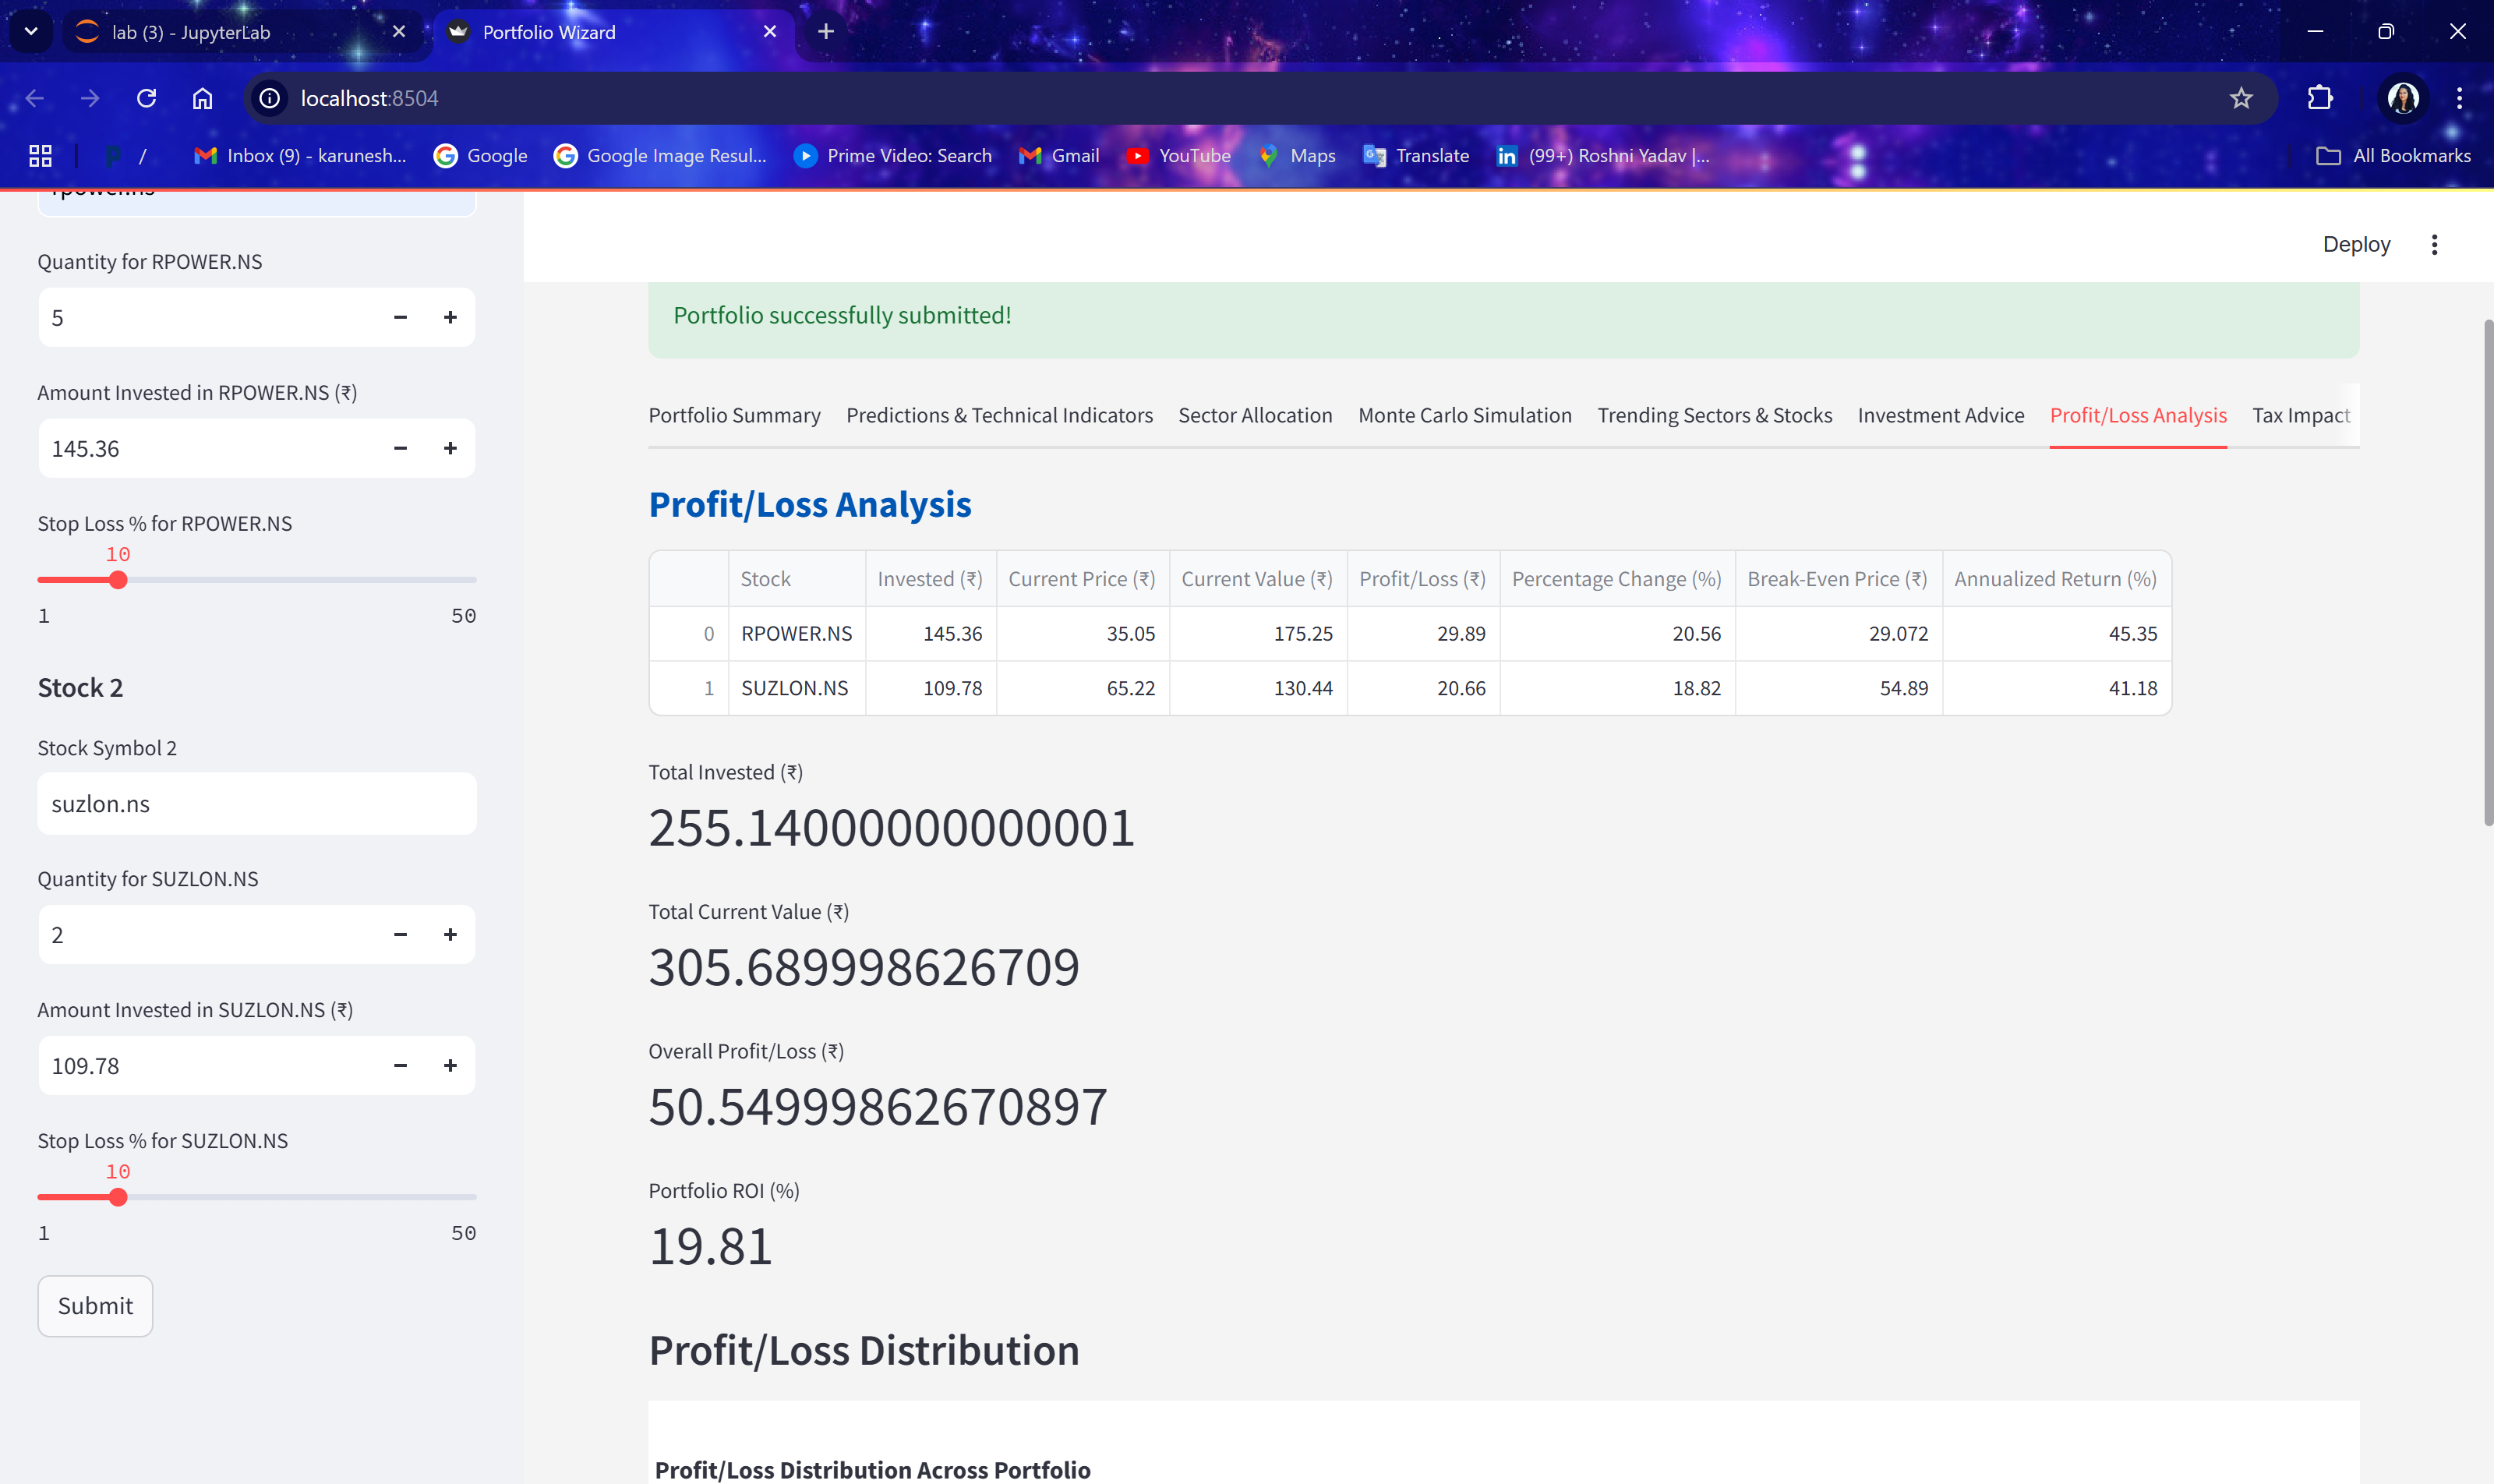 lab (3) - JupyterLab
Portfolio Wizard
localhost:8504
/
Inbox (9) - karunesh...
Google
Google Image Resul...
Prime Video: Search
Gmail
YouTube
Maps
Translate
(99+) Roshni Yadav |...
All Bookmarks
rpower.ns
Quantity for RPOWER.NS
5
Amount Invested in RPOWER.NS (₹)
145.36
Stop Loss % for RPOWER.NS
10
1 50
Stock 2
Stock Symbol 2
suzlon.ns
Quantity for SUZLON.NS
2
Amount Invested in SUZLON.NS (₹)
109.78
Stop Loss % for SUZLON.NS
10
1 50
Submit
Deploy
Portfolio successfully submitted!
Portfolio Summary Predictions & Technical Indicators Sector Allocation Monte Carlo Simulation Trending Sectors & Stocks Investment Advice Profit/Loss Analysis Tax Impact
Profit/Loss Analysis
Stock Invested (₹) Current Price (₹) Current Value (₹) Profit/Loss (₹) Percentage Change (%) Break-Even Price (₹) Annualized Return (%)
0 RPOWER.NS 145.36 35.05 175.25 29.89 20.56 29.072 45.35
1 SUZLON.NS 109.78 65.22 130.44 20.66 18.82 54.89 41.18
Total Invested (₹)
255.14000000000001
Total Current Value (₹)
305.689998626709
Overall Profit/Loss (₹)
50.54999862670897
Portfolio ROI (%)
19.81
Profit/Loss Distribution
Profit/Loss Distribution Across Portfolio